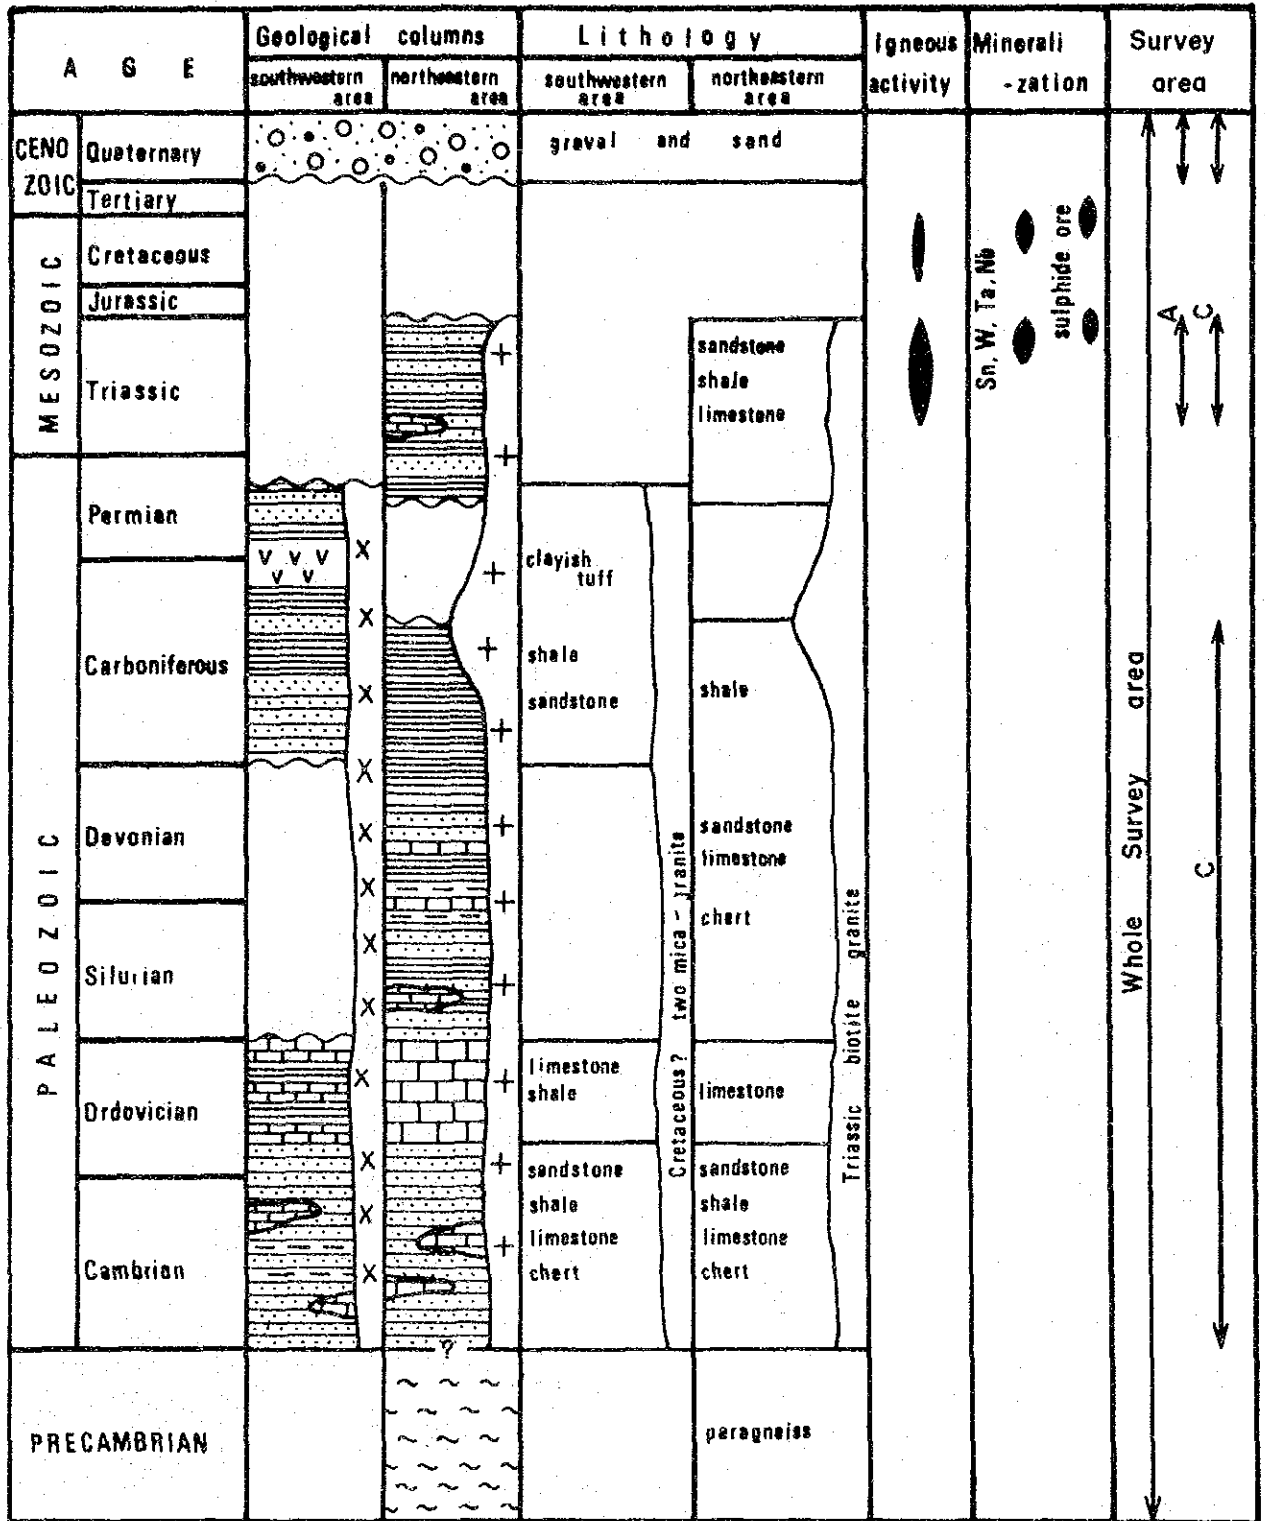 A G E
Geological columns
southwestern area
northeastern area
Lithology
southwestern area
northeastern area
Igneous activity
Minerali -zation
Survey area
CENO ZOIC
Quaternary
graval and sand
Tertiary
MESOZOIC
Cretaceous
Jurassic
Triassic
sandstone
shale
limestone
Sn, W, Ta, Nb
sulphide ore
A
C
PALEOZOIC
Permian
clayish
tuff
Carboniferous
shale
sandstone
shale
Devonian
sandstone
limestone
chert
Silurian
Ordovician
limestone
shale
limestone
Cambrian
sandstone
shale
limestone
chert
sandstone
shale
limestone
chert
Cretaceous? two mica - granite
Triassic biotite granite
Whole Survey area
C
?
PRECAMBRIAN
paragneiss